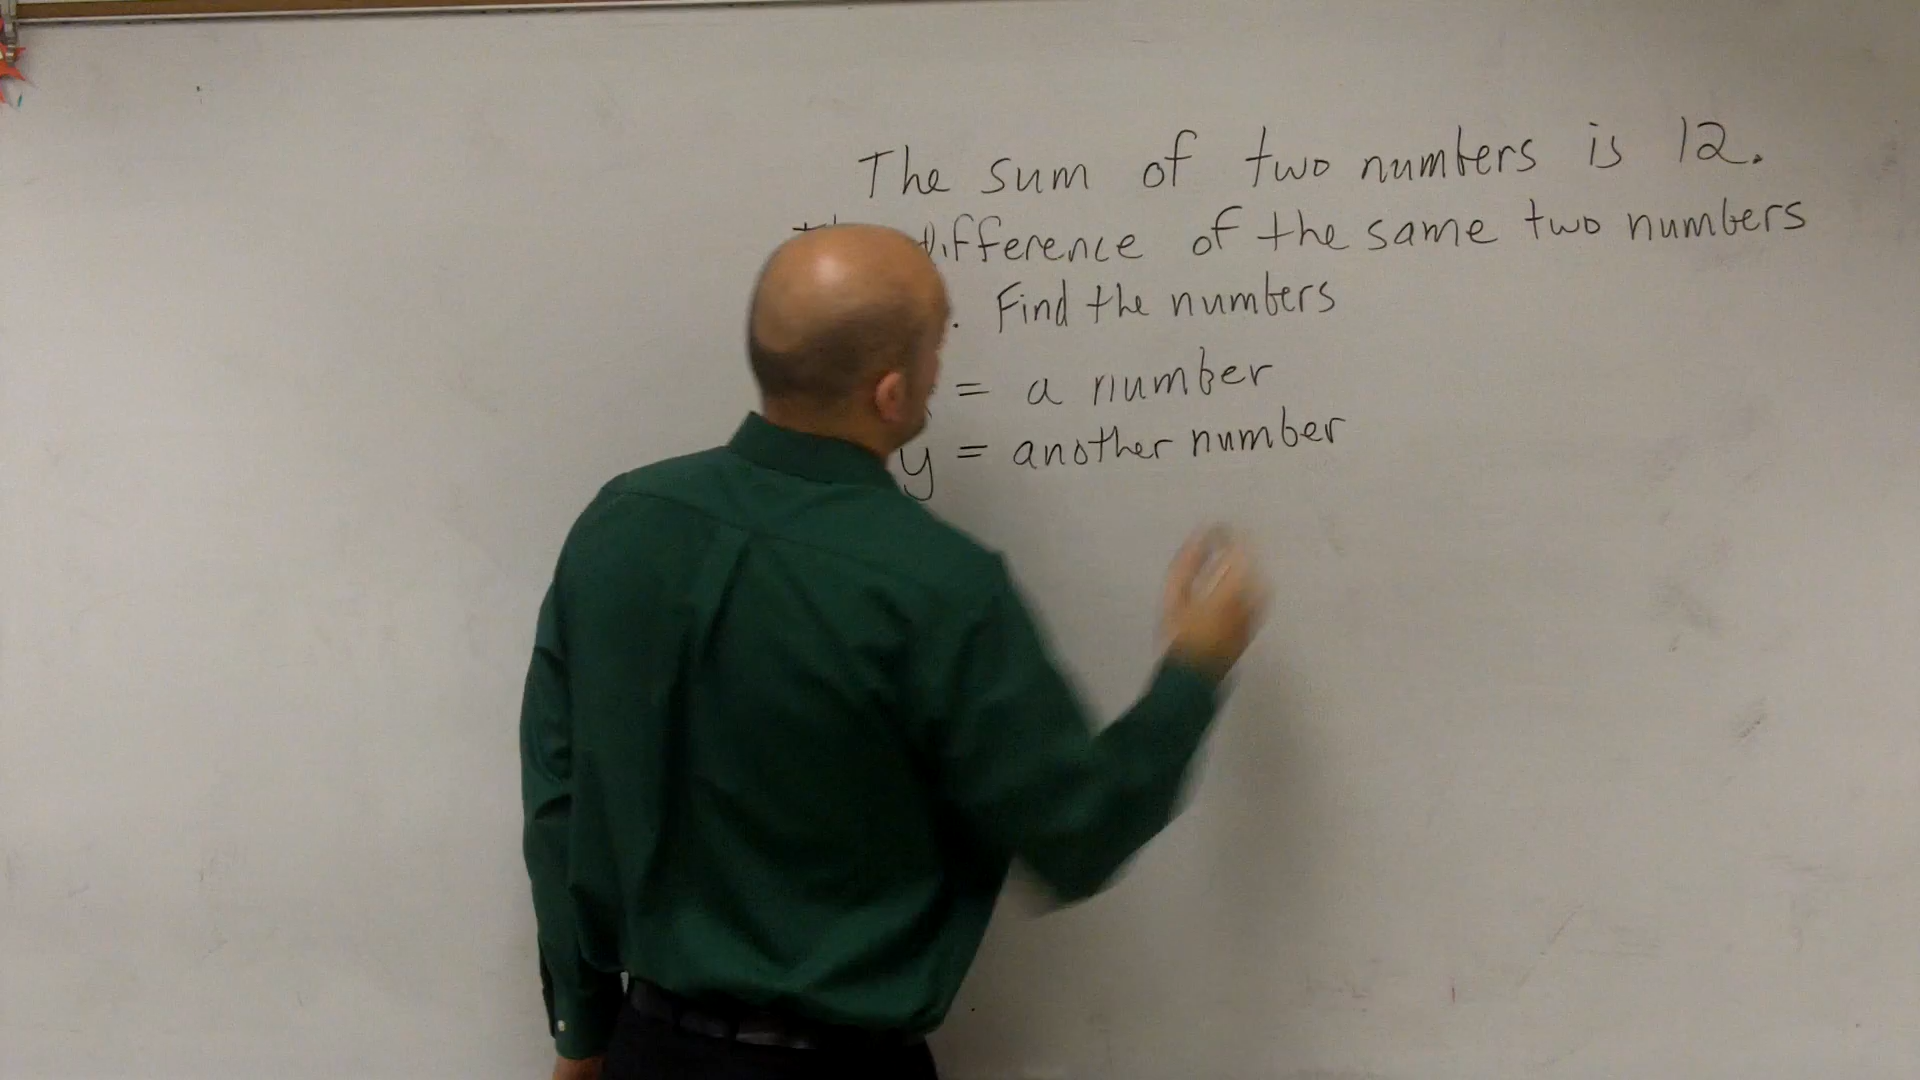 The sum of two numbers is 12.
difference of the same two numbers
. Find the numbers
= a number
y = another number